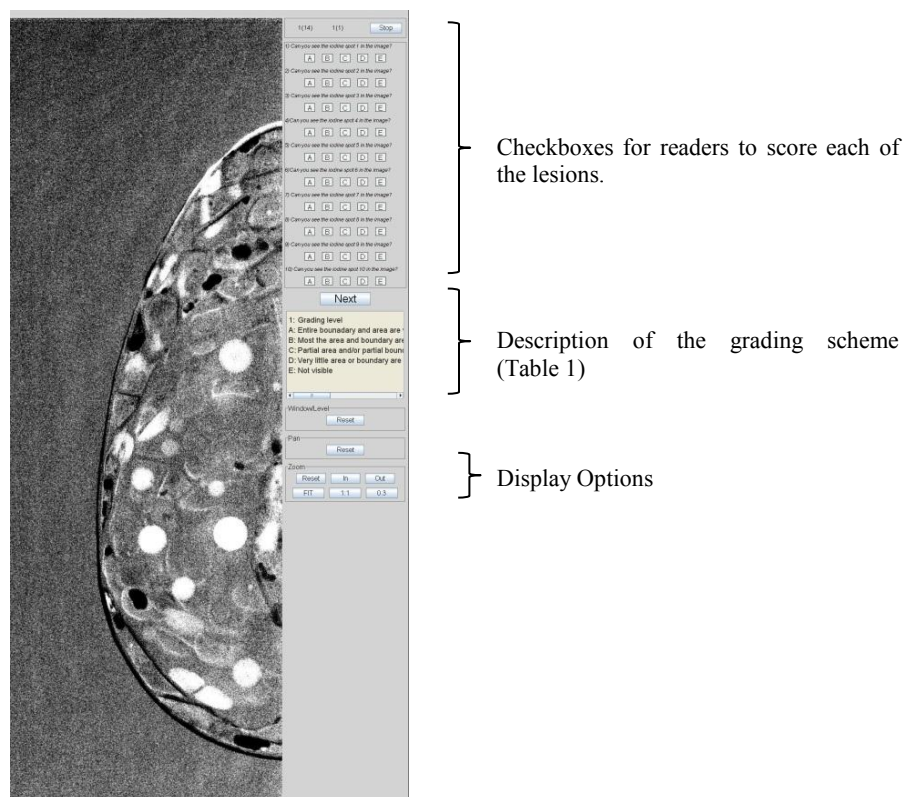 1(14) 1(1) Stop
1) Can you see the iodine spot 1 in the image?
A B C D E
2) Can you see the iodine spot 2 in the image?
A B C D E
3) Can you see the iodine spot 3 in the image?
A B C D E
4) Can you see the iodine spot 4 in the image?
A B C D E
5) Can you see the iodine spot 5 in the image?
A B C D E
6) Can you see the iodine spot 6 in the image?
A B C D E
7) Can you see the iodine spot 7 in the image?
A B C D E
8) Can you see the iodine spot 8 in the image?
A B C D E
9) Can you see the iodine spot 9 in the image?
A B C D E
10) Can you see the iodine spot 10 in the image?
A B C D E
Next
1: Grading level
A: Entire bounadary and area are
B: Most the area and boundary are
C: Partial area and/or partial boun
D: Very little area or boundary are
E: Not visible
Window/Level
Reset
Pan
Reset
Zoom
Reset In Out
FIT 1:1 0.3
Checkboxes for readers to score each of
the lesions.
Description of the grading scheme
(Table 1)
Display Options